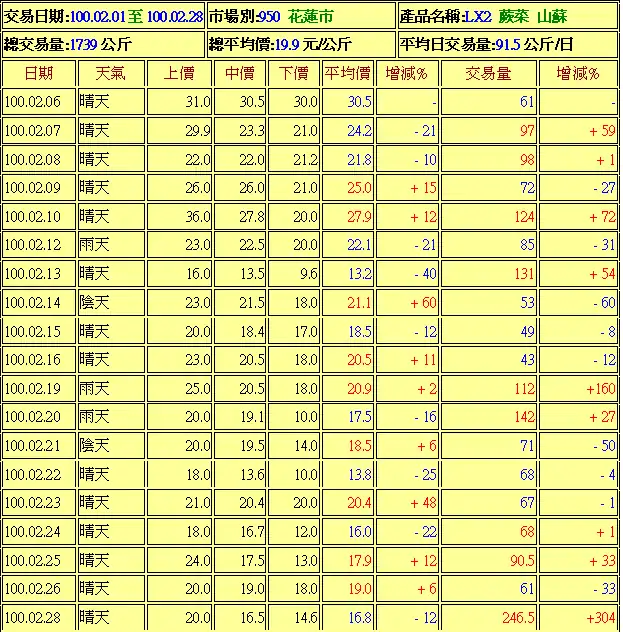 交易日期:100.02.01 至 100.02.28 市場別:950 花蓮市 產品名稱:LX2 蕨菜 山蘇
總交易量:1739 公斤 總平均價:19.9 元/公斤 平均日交易量:91.5 公斤/日
日期 天氣 上價 中價 下價 平均價 增減% 交易量 增減%
100.02.06 晴天 31.0 30.5 30.0 30.5 - 61 -
100.02.07 晴天 29.9 23.3 21.0 24.2 - 21 97 + 59
100.02.08 晴天 22.0 22.0 21.2 21.8 - 10 98 + 1
100.02.09 晴天 26.0 26.0 21.0 25.0 + 15 72 - 27
100.02.10 晴天 36.0 27.8 20.0 27.9 + 12 124 + 72
100.02.12 雨天 23.0 22.5 20.0 22.1 - 21 85 - 31
100.02.13 晴天 16.0 13.5 9.6 13.2 - 40 131 + 54
100.02.14 陰天 23.0 21.5 18.0 21.1 + 60 53 - 60
100.02.15 晴天 20.0 18.4 17.0 18.5 - 12 49 - 8
100.02.16 晴天 23.0 20.5 18.0 20.5 + 11 43 - 12
100.02.19 雨天 25.0 20.5 18.0 20.9 + 2 112 +160
100.02.20 雨天 20.0 19.1 10.0 17.5 - 16 142 + 27
100.02.21 陰天 20.0 19.5 14.0 18.5 + 6 71 - 50
100.02.22 晴天 18.0 13.6 10.0 13.8 - 25 68 - 4
100.02.23 晴天 21.0 20.4 20.0 20.4 + 48 67 - 1
100.02.24 晴天 18.0 16.7 12.0 16.0 - 22 68 + 1
100.02.25 晴天 24.0 17.5 13.0 17.9 + 12 90.5 + 33
100.02.26 晴天 20.0 19.0 18.0 19.0 + 6 61 - 33
100.02.28 晴天 20.0 16.5 14.6 16.8 - 12 246.5 +304